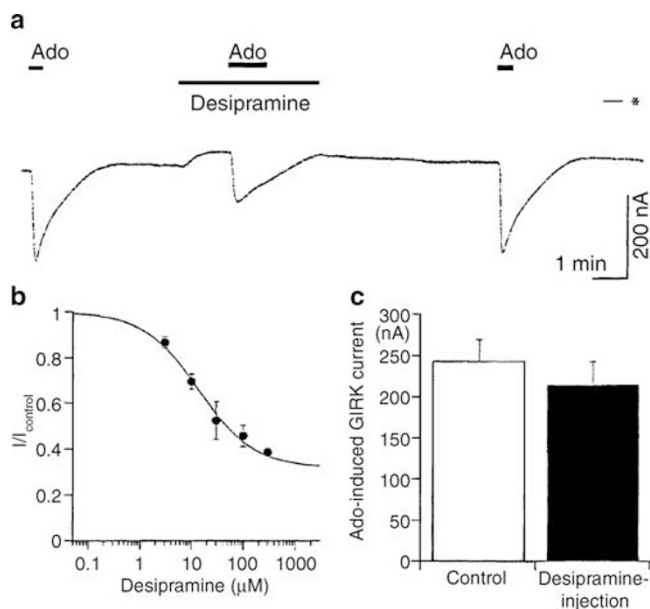 a
Ado Ado Ado
Desipramine
*
200 nA
1 min
b
1
0.8
0.6
0.4
0.2
0
I/Icontrol
0.1 1 10 100 1000
Desipramine (μM)
c
300
(nA)
250
200
150
100
50
0
Ado-induced GIRK current
Control Desipramine-
injection